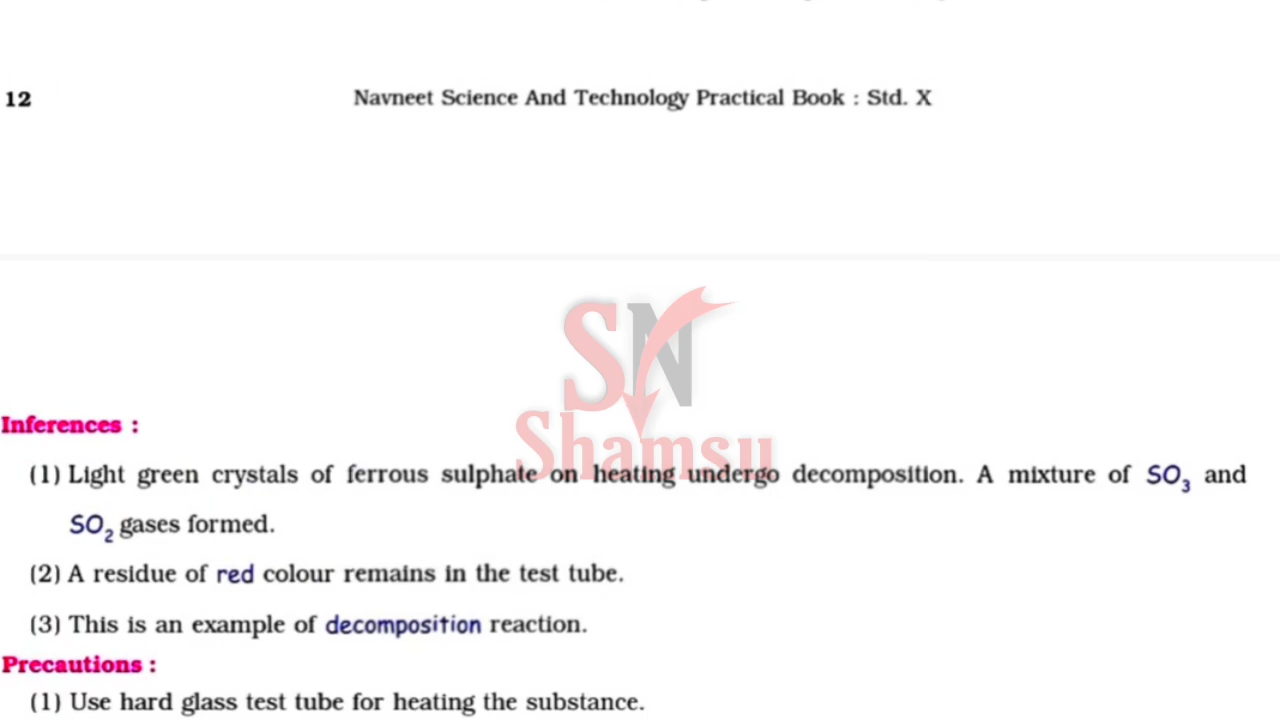 12
Navneet Science And Technology Practical Book : Std. X
SN
Shamsu
Inferences :
(1) Light green crystals of ferrous sulphate on heating undergo decomposition. A mixture of SO₃ and
SO₂ gases formed.
(2) A residue of red colour remains in the test tube.
(3) This is an example of decomposition reaction.
Precautions :
(1) Use hard glass test tube for heating the substance.